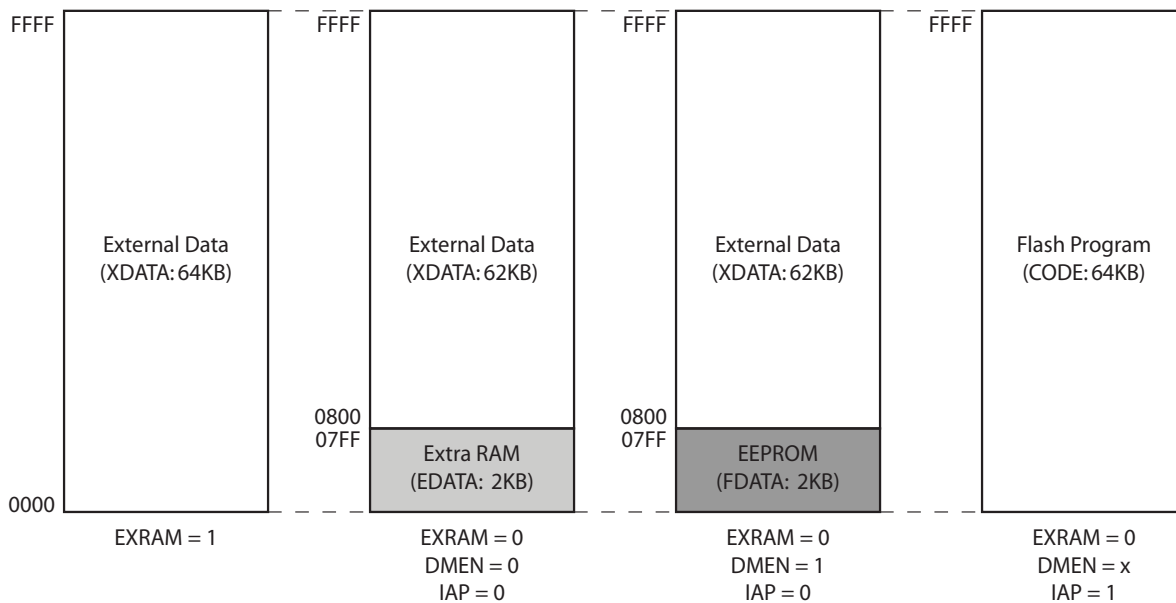 FFFF
FFFF
FFFF
FFFF
External Data
(XDATA: 64KB)
External Data
(XDATA: 62KB)
External Data
(XDATA: 62KB)
Flash Program
(CODE: 64KB)
0800
07FF
0800
07FF
Extra RAM
(EDATA: 2KB)
EEPROM
(FDATA: 2KB)
0000
EXRAM = 1
EXRAM = 0
DMEN = 0
IAP = 0
EXRAM = 0
DMEN = 1
IAP = 0
EXRAM = 0
DMEN = x
IAP = 1